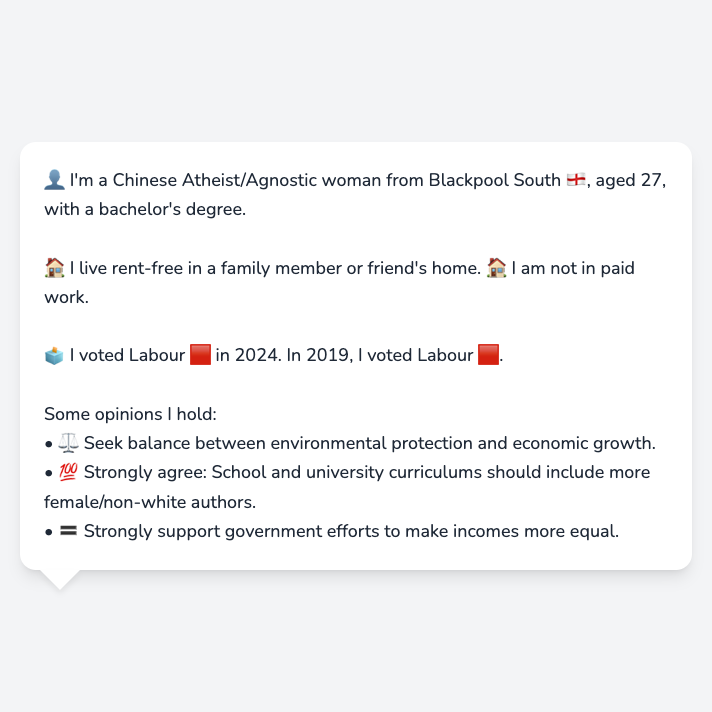 👤 I'm a Chinese Atheist/Agnostic woman from Blackpool South 🏴󠁧󠁢󠁥󠁮󠁧󠁿, aged 27,
with a bachelor's degree.
🏠 I live rent-free in a family member or friend's home. 🏠 I am not in paid
work.
🗳️ I voted Labour 🟥 in 2024. In 2019, I voted Labour 🟥.
Some opinions I hold:
• ⚖️ Seek balance between environmental protection and economic growth.
• 💯 Strongly agree: School and university curriculums should include more
female/non-white authors.
• 🟰 Strongly support government efforts to make incomes more equal.